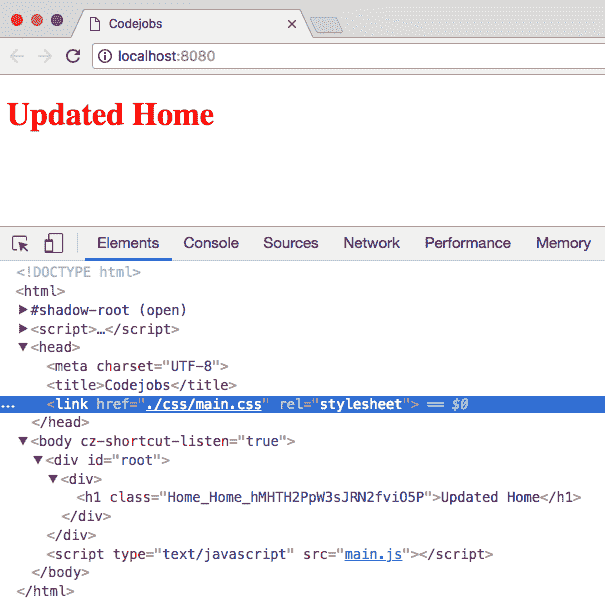 Codejobs
localhost:8080
Updated Home
Elements Console Sources Network Performance Memory
<!DOCTYPE html>
<html>
#shadow-root (open)
<script>…</script>
<head>
<meta charset="UTF-8">
<title>Codejobs</title>
<link href="./css/main.css" rel="stylesheet"> == $0
</head>
<body cz-shortcut-listen="true">
<div id="root">
<div>
<h1 class="Home_Home_hMHTH2PpW3sJRN2fviO5P">Updated Home</h1>
</div>
</div>
<script type="text/javascript" src="main.js"></script>
</body>
</html>